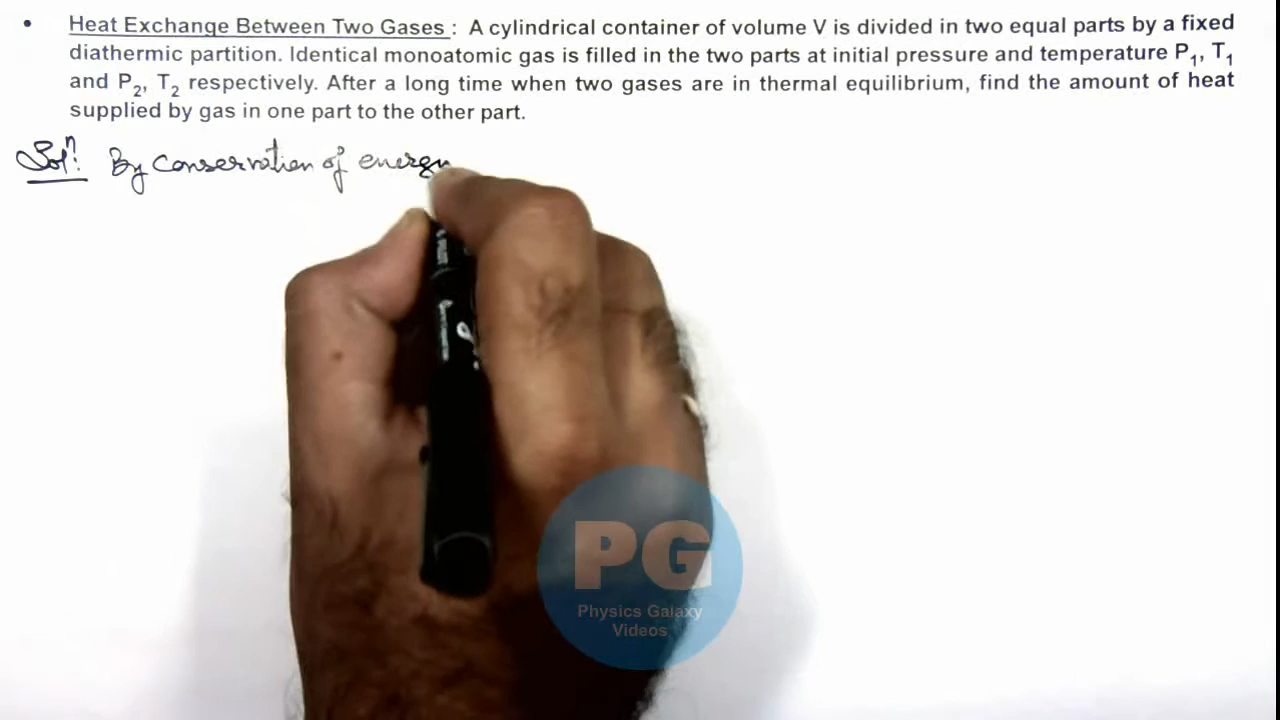 • Heat Exchange Between Two Gases : A cylindrical container of volume V is divided in two equal parts by a fixed
diathermic partition. Identical monoatomic gas is filled in the two parts at initial pressure and temperature P₁, T₁
and P₂, T₂ respectively. After a long time when two gases are in thermal equilibrium, find the amount of heat
supplied by gas in one part to the other part.
Solⁿ: By Conservation of energy
PG
Physics Galaxy
Videos